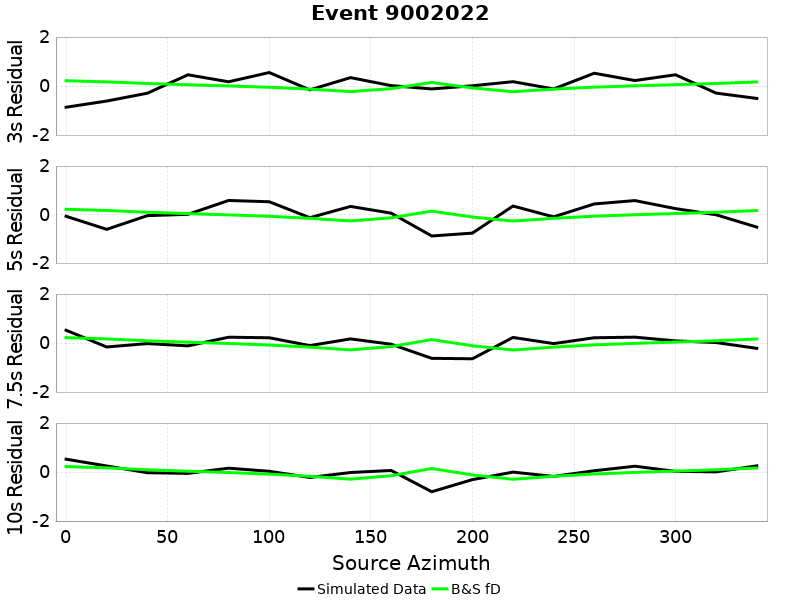 Event 9002022
3s Residual
2
0
-2
5s Residual
2
0
-2
7.5s Residual
2
0
-2
10s Residual
2
0
-2
0 50 100 150 200 250 300
Source Azimuth
Simulated Data B&S fD